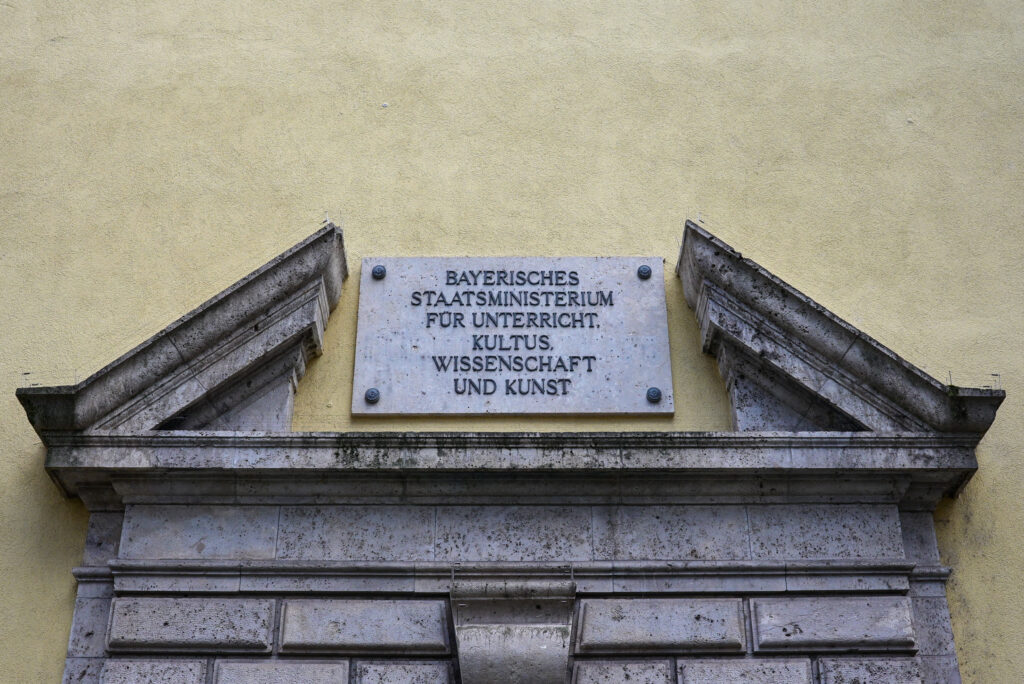 BAYERISCHES
STAATSMINISTERIUM
FÜR UNTERRICHT,
KULTUS,
WISSENSCHAFT
UND KUNST